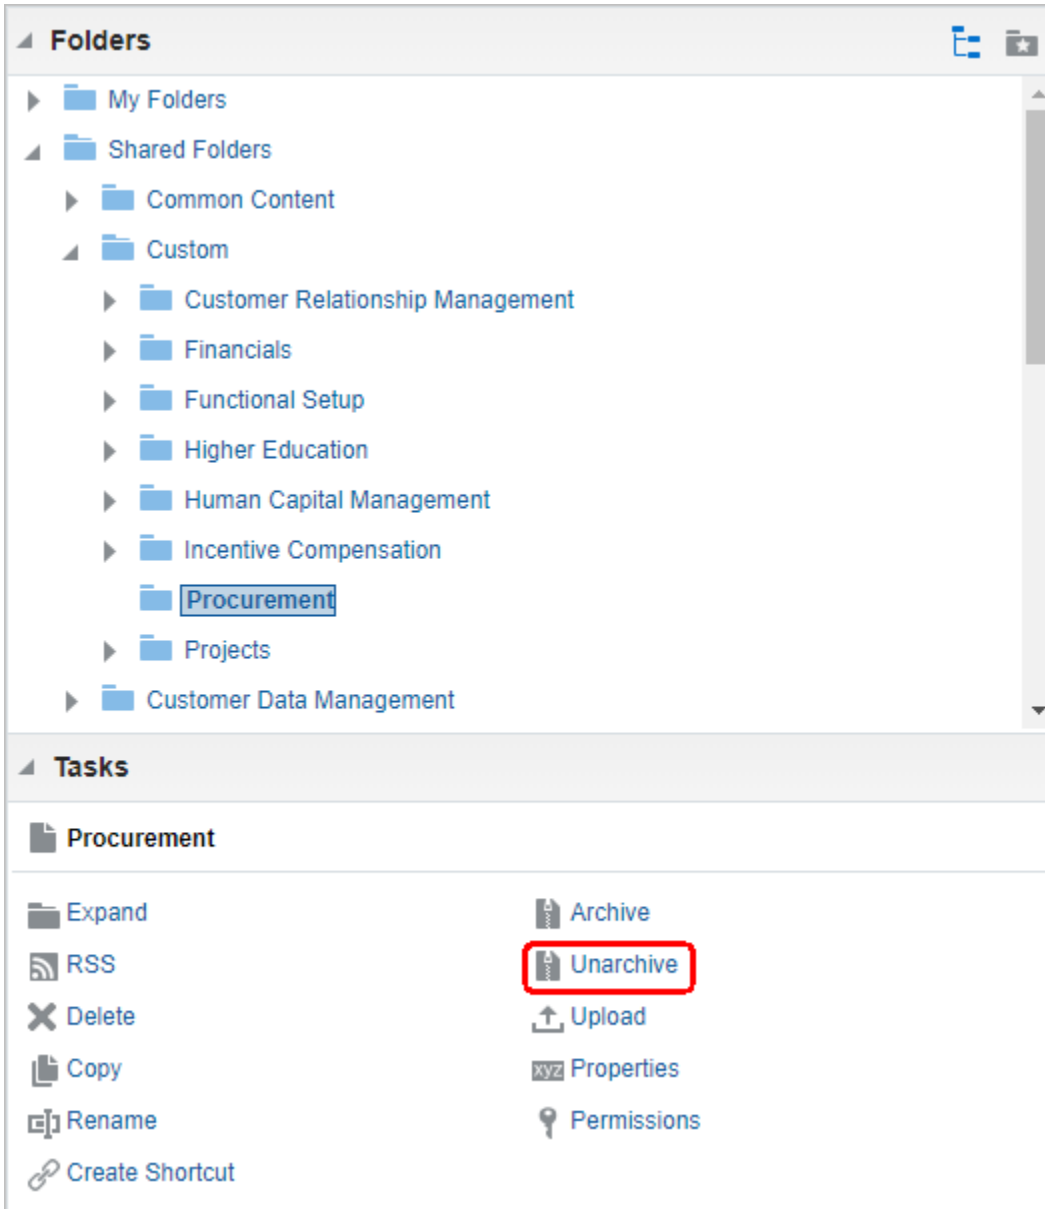 Folders
My Folders
Shared Folders
Common Content
Custom
Customer Relationship Management
Financials
Functional Setup
Higher Education
Human Capital Management
Incentive Compensation
Procurement
Projects
Customer Data Management
Tasks
Procurement
Expand
Archive
RSS
Unarchive
Delete
Upload
Copy
xyz Properties
Rename
Permissions
Create Shortcut